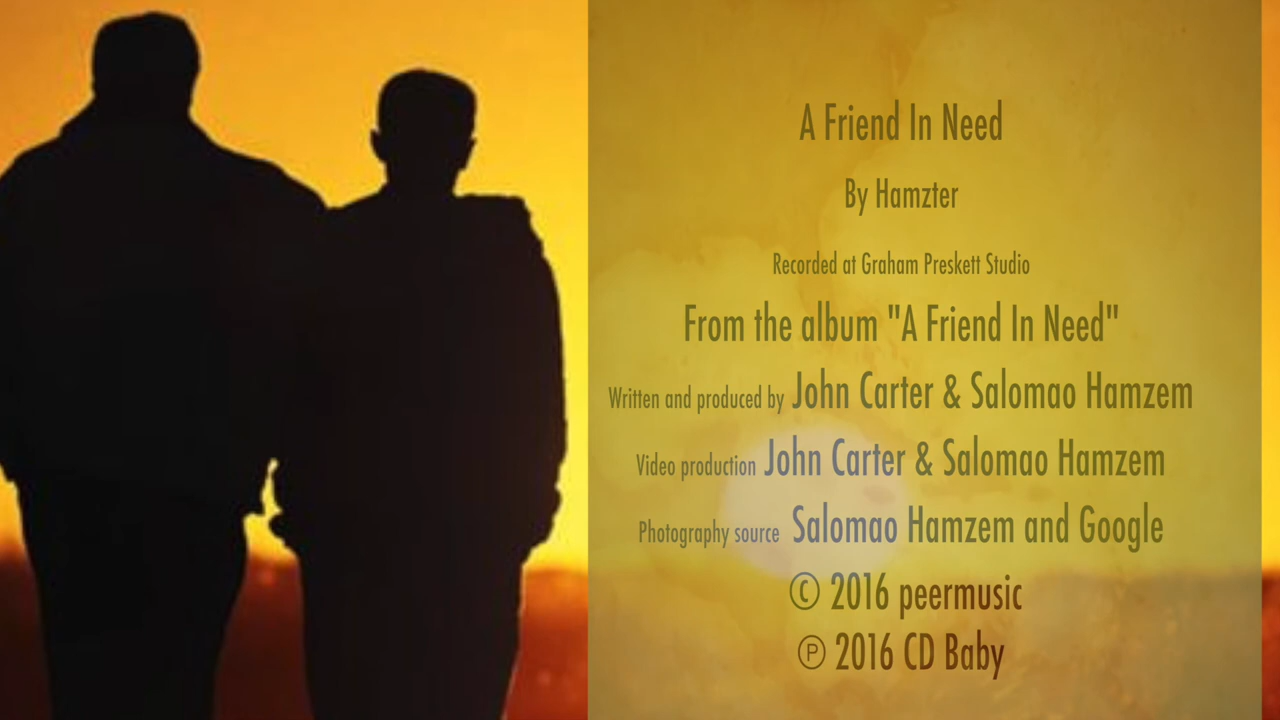 A Friend In Need
By Hamzter
Recorded at Graham Preskett Studio
From the album "A Friend In Need"
Written and produced by John Carter & Salomao Hamzem
Video production John Carter & Salomao Hamzem
Photography source Salomao Hamzem and Google
© 2016 peermusic
℗ 2016 CD Baby